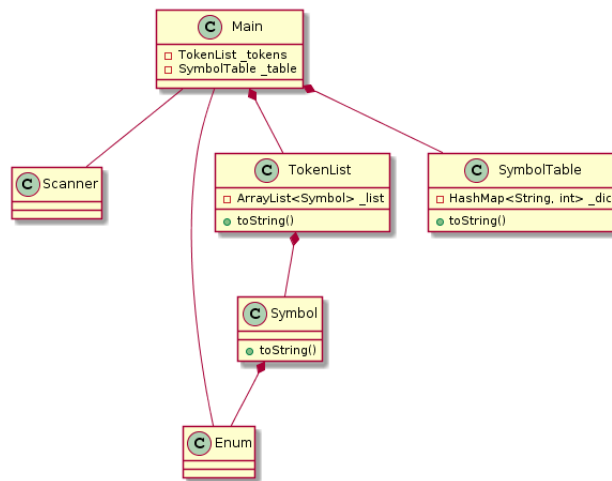 C Main
TokenList _tokens
SymbolTable _table
C Scanner
C TokenList
ArrayList<Symbol> _list
toString()
C SymbolTable
HashMap<String, int> _dic
toString()
C Symbol
toString()
C Enum